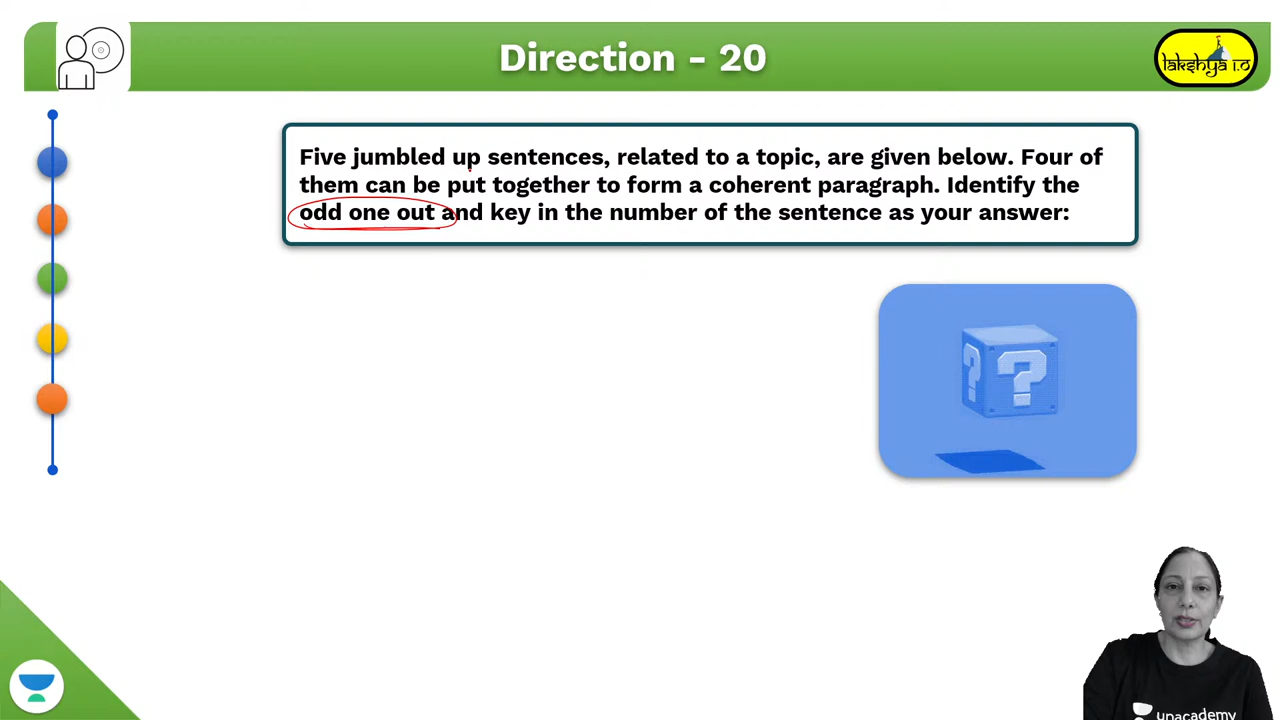 Direction - 20
lakshya 1.0
Five jumbled up sentences, related to a topic, are given below. Four of
them can be put together to form a coherent paragraph. Identify the
odd one out and key in the number of the sentence as your answer:
? ?
unacademy